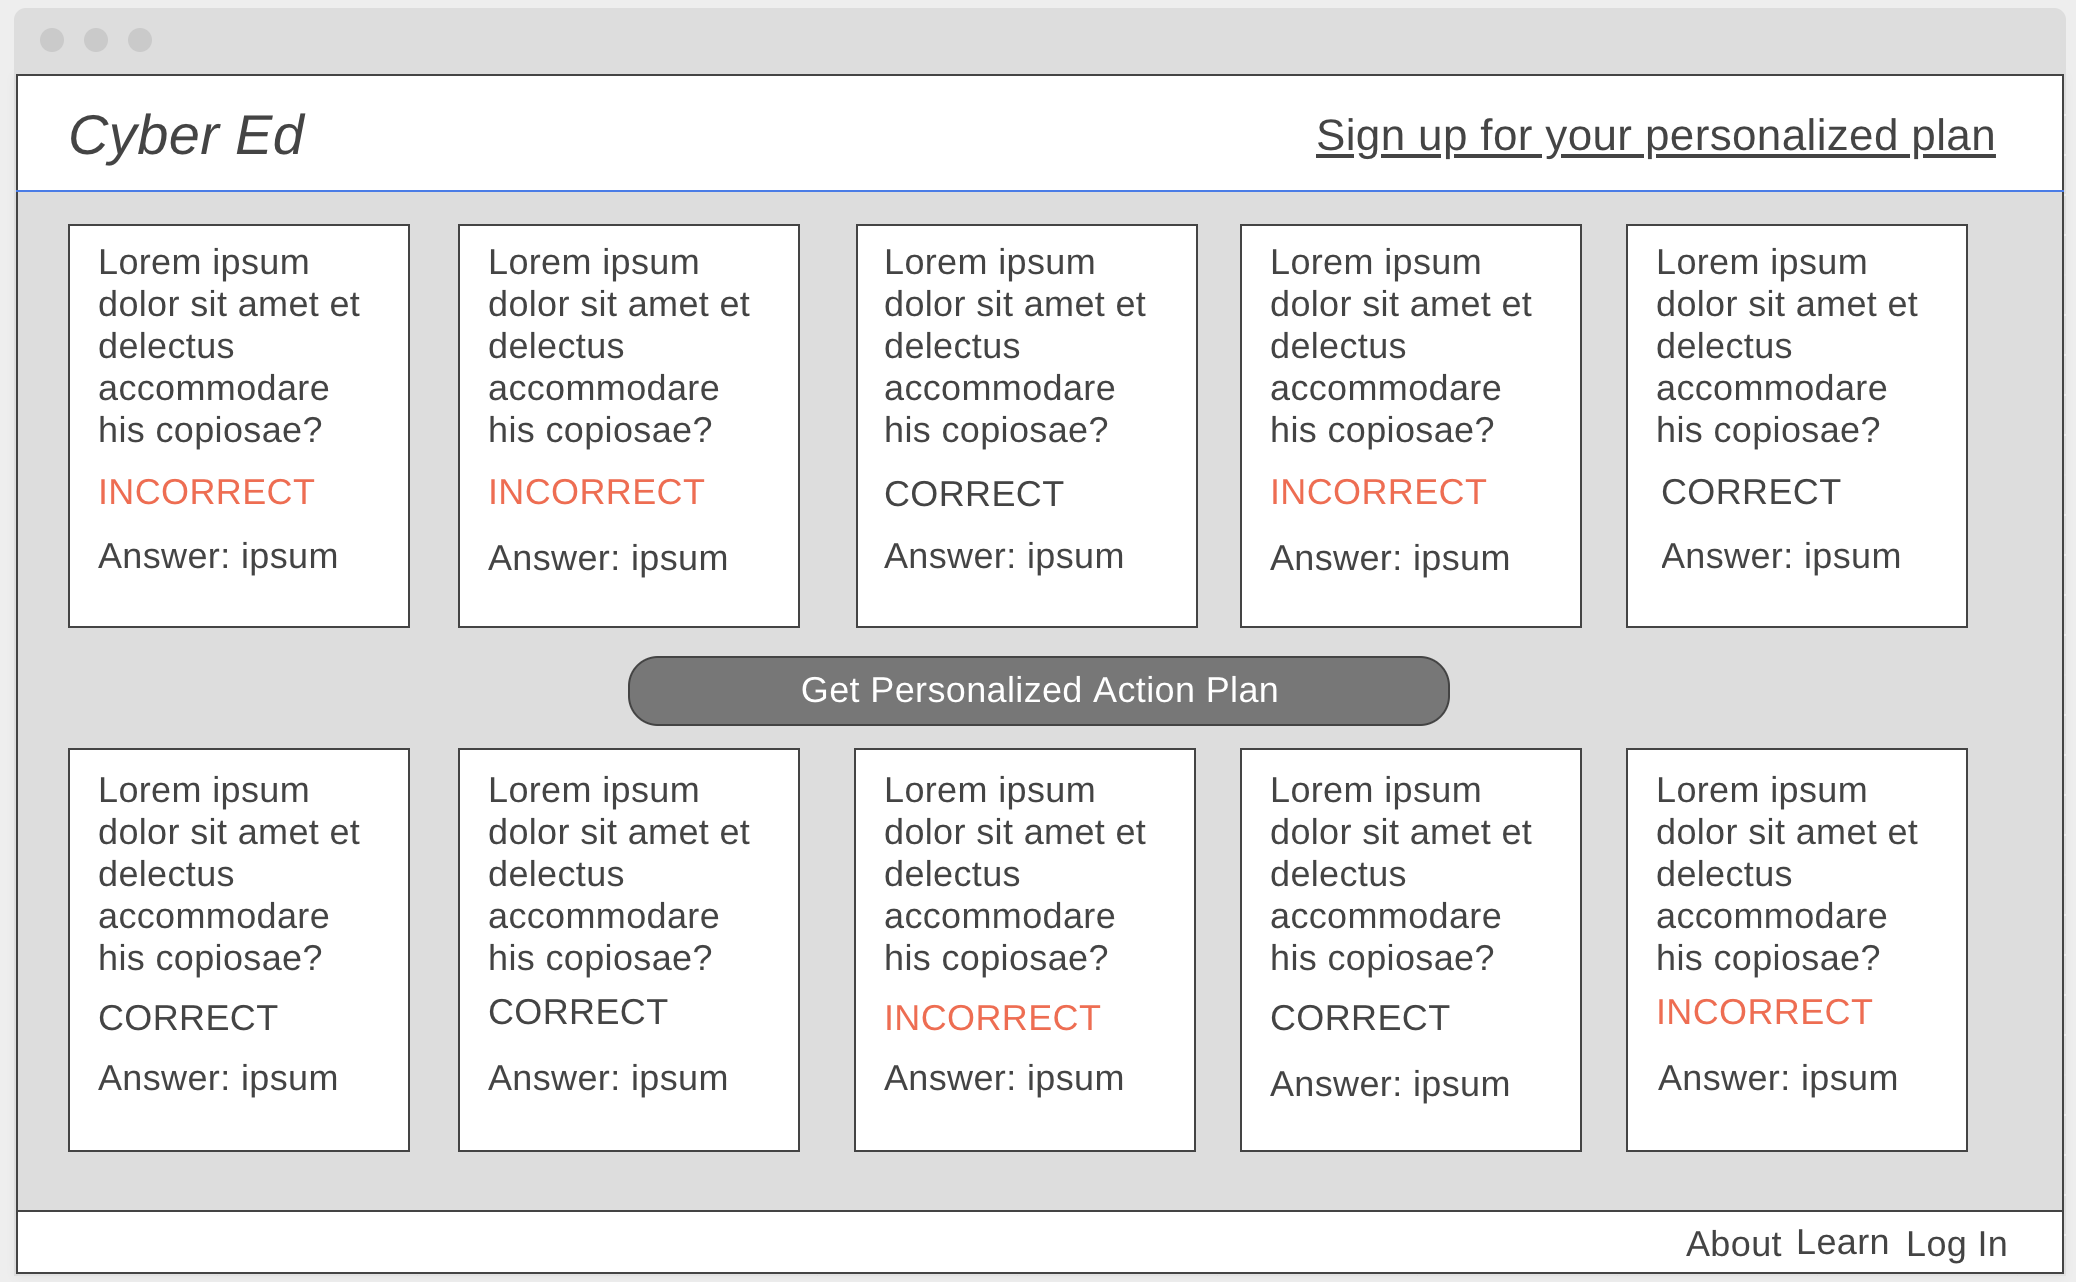 Cyber Ed
Sign up for your personalized plan
Lorem ipsum
dolor sit amet et
delectus
accommodare
his copiosae?
INCORRECT
Answer: ipsum
Lorem ipsum
dolor sit amet et
delectus
accommodare
his copiosae?
INCORRECT
Answer: ipsum
Lorem ipsum
dolor sit amet et
delectus
accommodare
his copiosae?
CORRECT
Answer: ipsum
Lorem ipsum
dolor sit amet et
delectus
accommodare
his copiosae?
INCORRECT
Answer: ipsum
Lorem ipsum
dolor sit amet et
delectus
accommodare
his copiosae?
CORRECT
Answer: ipsum
Get Personalized Action Plan
Lorem ipsum
dolor sit amet et
delectus
accommodare
his copiosae?
CORRECT
Answer: ipsum
Lorem ipsum
dolor sit amet et
delectus
accommodare
his copiosae?
CORRECT
Answer: ipsum
Lorem ipsum
dolor sit amet et
delectus
accommodare
his copiosae?
INCORRECT
Answer: ipsum
Lorem ipsum
dolor sit amet et
delectus
accommodare
his copiosae?
CORRECT
Answer: ipsum
Lorem ipsum
dolor sit amet et
delectus
accommodare
his copiosae?
INCORRECT
Answer: ipsum
About Learn Log In